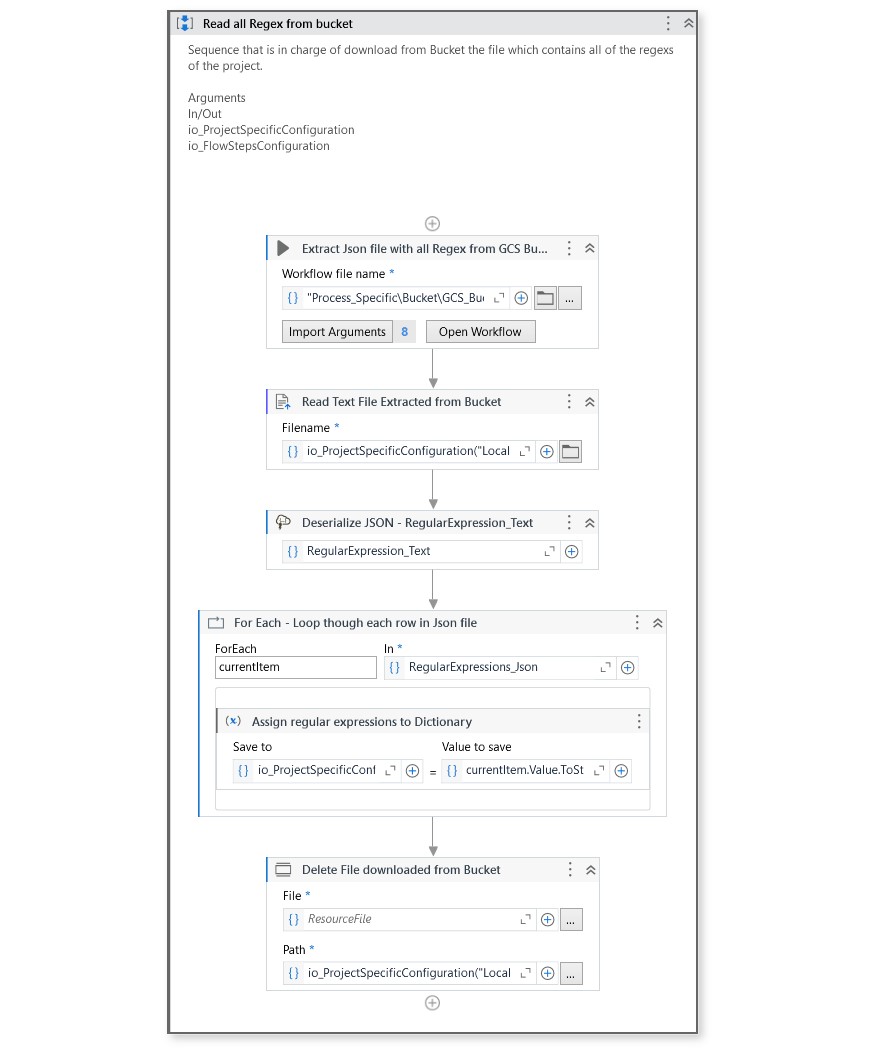 Read all Regex from bucket
Sequence that is in charge of download from Bucket the file which contains all of the regexs
of the project.
Arguments
In/Out
io_ProjectSpecificConfiguration
io_FlowStepsConfiguration
Extract Json file with all Regex from GCS Bu...
Workflow file name *
{} "Process_Specific\Bucket\GCS_Bu ...
Import Arguments 8 Open Workflow
Read Text File Extracted from Bucket
Filename *
{} io_ProjectSpecificConfiguration("Local
Deserialize JSON - RegularExpression_Text
{} RegularExpression_Text
For Each - Loop though each row in Json file
ForEach In *
currentItem {} RegularExpressions_Json
(x) Assign regular expressions to Dictionary
Save to Value to save
{} io_ProjectSpecificConf = {} currentItem.Value.ToSt
Delete File downloaded from Bucket
File *
{} ResourceFile ...
Path *
{} io_ProjectSpecificConfiguration("Local ...